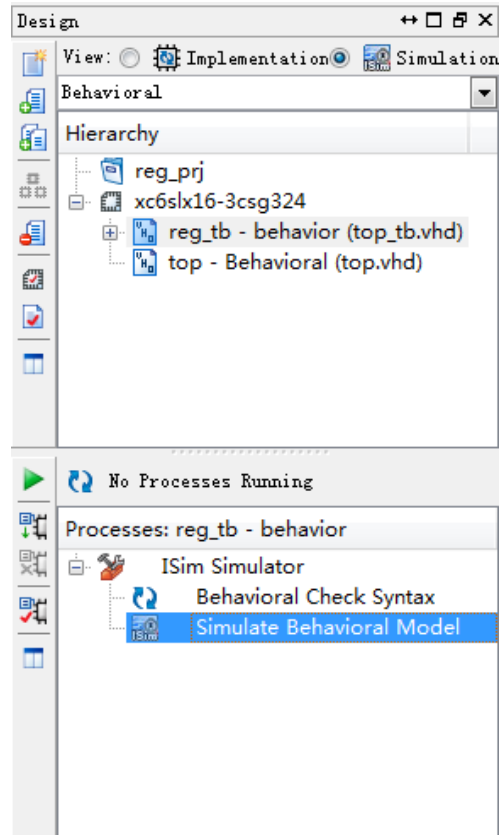 Design
View: Implementation Simulation
Behavioral
Hierarchy
reg_prj
xc6slx16-3csg324
reg_tb - behavior (top_tb.vhd)
top - Behavioral (top.vhd)
No Processes Running
Processes: reg_tb - behavior
ISim Simulator
Behavioral Check Syntax
Simulate Behavioral Model